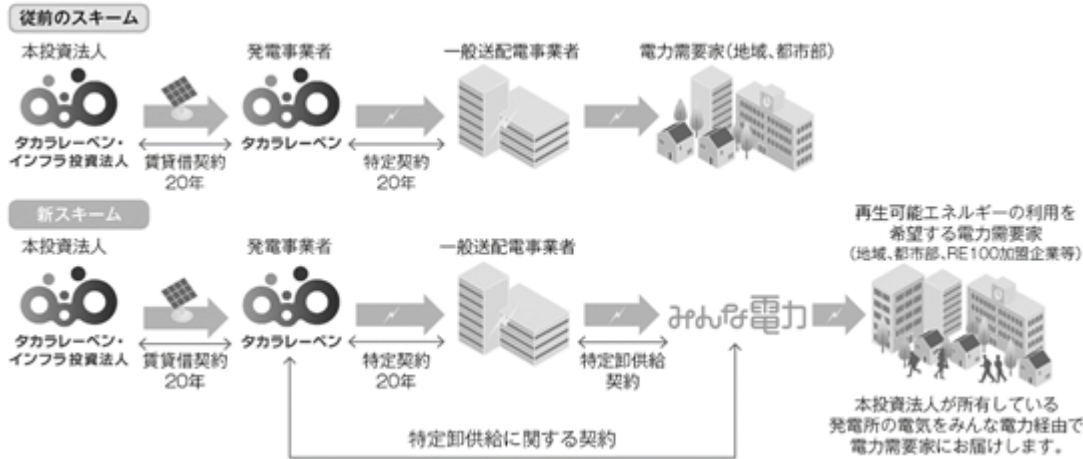 従前のスキーム
本投資法人
発電事業者
一般送配電事業者
電力需要家(地域、都市部)
タカラレーベン・
インフラ投資法人
タカラレーベン
賃貸借契約
20年
特定契約
20年
新スキーム
本投資法人
発電事業者
一般送配電事業者
再生可能エネルギーの利用を
希望する電力需要家
(地域、都市部、RE100加盟企業等)
みんな電力
タカラレーベン・
インフラ投資法人
タカラレーベン
賃貸借契約
20年
特定契約
20年
特定卸供給
契約
特定卸供給に関する契約
本投資法人が所有している
発電所の電気をみんな電力経由で
電力需要家にお届けします。